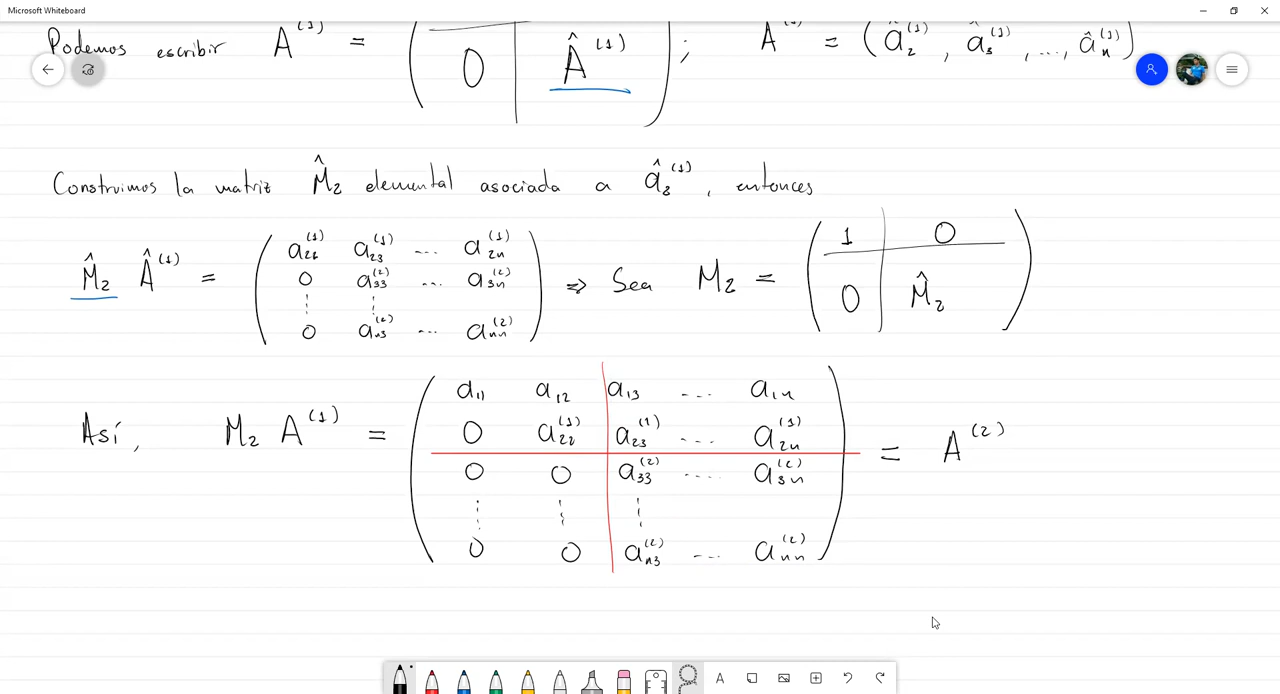 Microsoft Whiteboard
Podemos escribir A^(1) = ( 0 | Â^(1) ) ; A^(1) = ( â_2^(1) , â_3^(1) , ..., â_n^(1) )
Construimos la matriz M̂_2 elemental asociada a â_2^(1), entonces
M̂_2 Â^(1) = ( a_22^(1) a_23^(1) ... a_2n^(1)
0 a_33^(2) ... a_3n^(2)
⋮ ⋮
0 a_n3^(2) ... a_nn^(2) ) => Sea M_2 = ( 1 | 0
0 | M̂_2 )
Así, M_2 A^(1) = ( a_11 a_12 a_13 ... a_1n
0 a_22^(1) a_23^(1) ... a_2n^(1)
0 0 a_33^(2) .... a_3n^(2)
⋮ ⋮ ⋮
0 0 a_n3^(2) ... a_nn^(2) ) = A^(2)
A